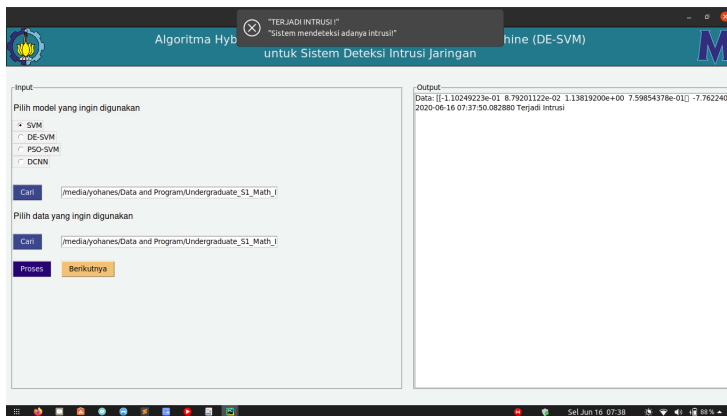 "TERJADI INTRUSI !"
"Sistem mendeteksi adanya intrusi!"
Algoritma Hyb
hine (DE-SVM)
untuk Sistem Deteksi Intrusi Jaringan
M
Input
Pilih model yang ingin digunakan
SVM
DE-SVM
PSO-SVM
DCNN
Cari
/media/yohanes/Data and Program/Undergraduate_S1_Math_I
Pilih data yang ingin digunakan
Cari
/media/yohanes/Data and Program/Undergraduate_S1_Math_I
Proses
Berikutnya
Output
Data: [[-1.10249223e-01 8.79201122e-02 1.13819200e+00 7.59854378e-01▯ -7.762240
2020-06-16 07:37:50.082880 Terjadi Intrusi
Sel Jun 16 07:38
88 %